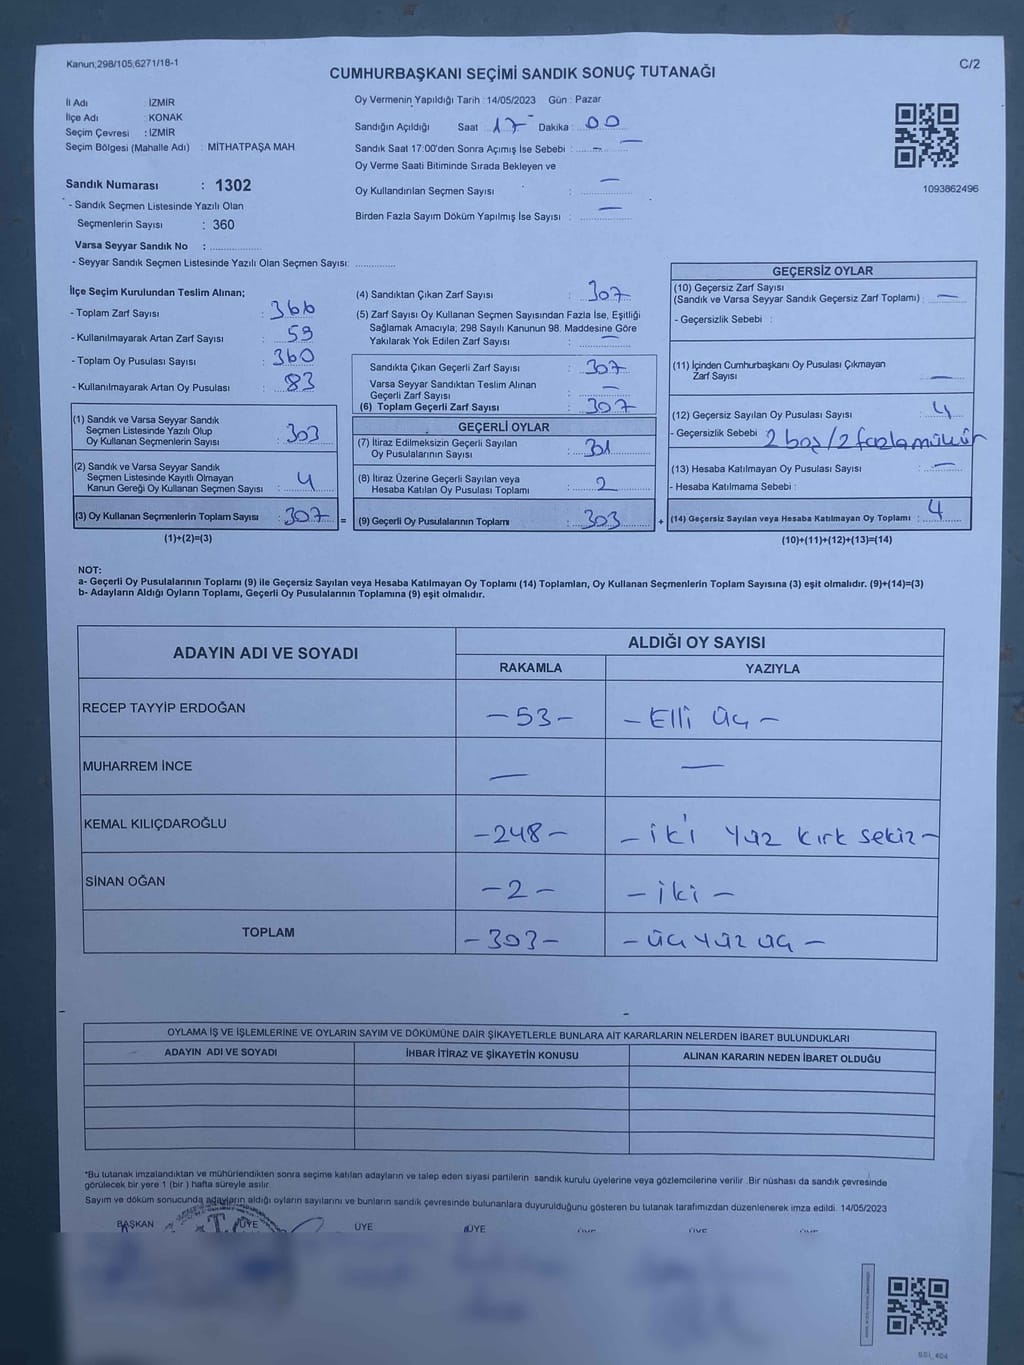 Kanun;298/105;6271/18-1
CUMHURBAŞKANI SEÇİMİ SANDIK SONUÇ TUTANAĞI
C/2
İl Adı : İZMİR
İlçe Adı : KONAK
Seçim Çevresi : İZMİR
Seçim Bölgesi (Mahalle Adı) : MİTHATPAŞA MAH
Sandık Numarası : 1302
- Sandık Seçmen Listesinde Yazılı Olan
Seçmenlerin Sayısı : 360
Varsa Seyyar Sandık No :
- Seyyar Sandık Seçmen Listesinde Yazılı Olan Seçmen Sayısı:
Oy Vermenin Yapıldığı Tarih : 14/05/2023 Gün : Pazar
Sandığın Açıldığı Saat 17 Dakika : 00
Sandık Saat 17:00'den Sonra Açımış İse Sebebi : —
Oy Verme Saati Bitiminde Sırada Bekleyen ve
Oy Kullandırılan Seçmen Sayısı : —
Birden Fazla Sayım Döküm Yapılmış İse Sayısı : —
1093862496
İlçe Seçim Kurulundan Teslim Alınan;
- Toplam Zarf Sayısı : 366
- Kullanılmayarak Artan Zarf Sayısı : 59
- Toplam Oy Pusulası Sayısı : 360
- Kullanılmayarak Artan Oy Pusulası : 83
(1) Sandık ve Varsa Seyyar Sandık
Seçmen Listesinde Yazılı Olup
Oy Kullanan Seçmenlerin Sayısı : 303
(2) Sandık ve Varsa Seyyar Sandık
Seçmen Listesinde Kayıtlı Olmayan
Kanun Gereği Oy Kullanan Seçmen Sayısı : 4
(3) Oy Kullanan Seçmenlerin Toplam Sayısı : 307 =
(1)+(2)=(3)
(4) Sandıktan Çıkan Zarf Sayısı : 307
(5) Zarf Sayısı Oy Kullanan Seçmen Sayısından Fazla İse, Eşitliği
Sağlamak Amacıyla; 298 Sayılı Kanunun 98. Maddesine Göre
Yakılarak Yok Edilen Zarf Sayısı : —
Sandıkta Çıkan Geçerli Zarf Sayısı : 307
Varsa Seyyar Sandıktan Teslim Alınan
Geçerli Zarf Sayısı : —
(6) Toplam Geçerli Zarf Sayısı : 307
GEÇERLİ OYLAR
(7) İtiraz Edilmeksizin Geçerli Sayılan
Oy Pusulalarının Sayısı : 301
(8) İtiraz Üzerine Geçerli Sayılan veya
Hesaba Katılan Oy Pusulası Toplamı : 2
(9) Geçerli Oy Pusulalarının Toplamı : 303 +
GEÇERSİZ OYLAR
(10) Geçersiz Zarf Sayısı
(Sandık ve Varsa Seyyar Sandık Geçersiz Zarf Toplamı) : —
- Geçersizlik Sebebi :
(11) İçinden Cumhurbaşkanı Oy Pusulası Çıkmayan
Zarf Sayısı : —
(12) Geçersiz Sayılan Oy Pusulası Sayısı : 4
- Geçersizlik Sebebi 2 boş/2 fazla mühür
(13) Hesaba Katılmayan Oy Pusulası Sayısı : —
- Hesaba Katılmama Sebebi :
(14) Geçersiz Sayılan veya Hesaba Katılmayan Oy Toplamı : 4
(10)+(11)+(12)+(13)=(14)
NOT:
a- Geçerli Oy Pusulalarının Toplamı (9) ile Geçersiz Sayılan veya Hesaba Katılmayan Oy Toplamı (14) Toplamları, Oy Kullanan Seçmenlerin Toplam Sayısına (3) eşit olmalıdır. (9)+(14)=(3)
b- Adayların Aldığı Oyların Toplamı, Geçerli Oy Pusulalarının Toplamına (9) eşit olmalıdır.
ADAYIN ADI VE SOYADI
ALDIĞI OY SAYISI
RAKAMLA YAZIYLA
RECEP TAYYİP ERDOĞAN -53- -Elli üç-
MUHARREM İNCE — —
KEMAL KILIÇDAROĞLU -248- -iki yüz kırk sekiz-
SİNAN OĞAN -2- -iki-
TOPLAM -303- -üç yüz üç-
OYLAMA İŞ VE İŞLEMLERİNE VE OYLARIN SAYIM VE DÖKÜMÜNE DAİR ŞİKAYETLERLE BUNLARA AİT KARARLARIN NELERDEN İBARET BULUNDUKLARI
ADAYIN ADI VE SOYADI İHBAR İTİRAZ VE ŞİKAYETİN KONUSU ALINAN KARARIN NEDEN İBARET OLDUĞU
*Bu tutanak imzalandıktan ve mühürlendikten sonra seçime katılan adayların ve talep eden siyasi partilerin sandık kurulu üyelerine veya gözlemcilerine verilir .Bir nüshası da sandık çevresinde
görülecek bir yere 1 (bir ) hafta süreyle asılır.
Sayım ve döküm sonucunda adayların aldığı oyların sayılarını ve bunların sandık çevresinde bulunanlara duyurulduğunu gösteren bu tutanak tarafımızdan düzenlenerek imza edildi. 14/05/2023
BAŞKAN ÜYE ÜYE ÜYE ÜYE ÜYE ÜYE